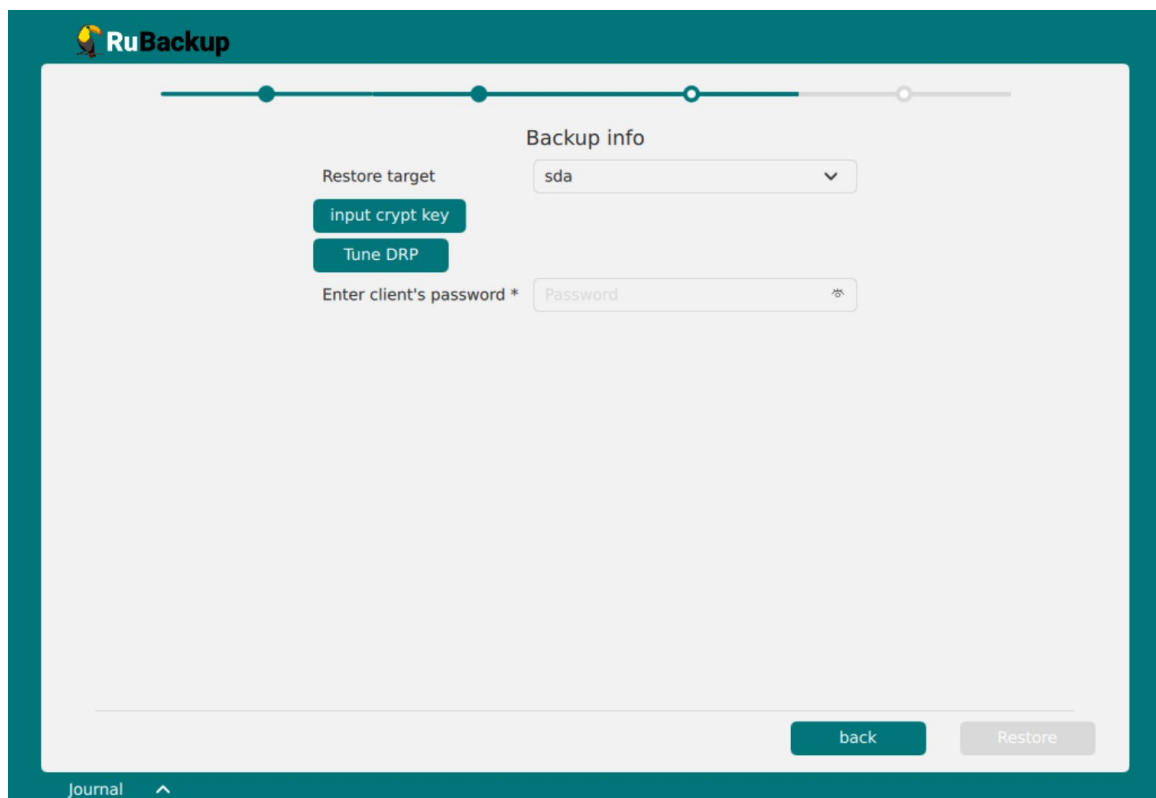 RuBackup
Backup info
Restore target sda
input crypt key
Tune DRP
Enter client's password * Password
back Restore
Journal